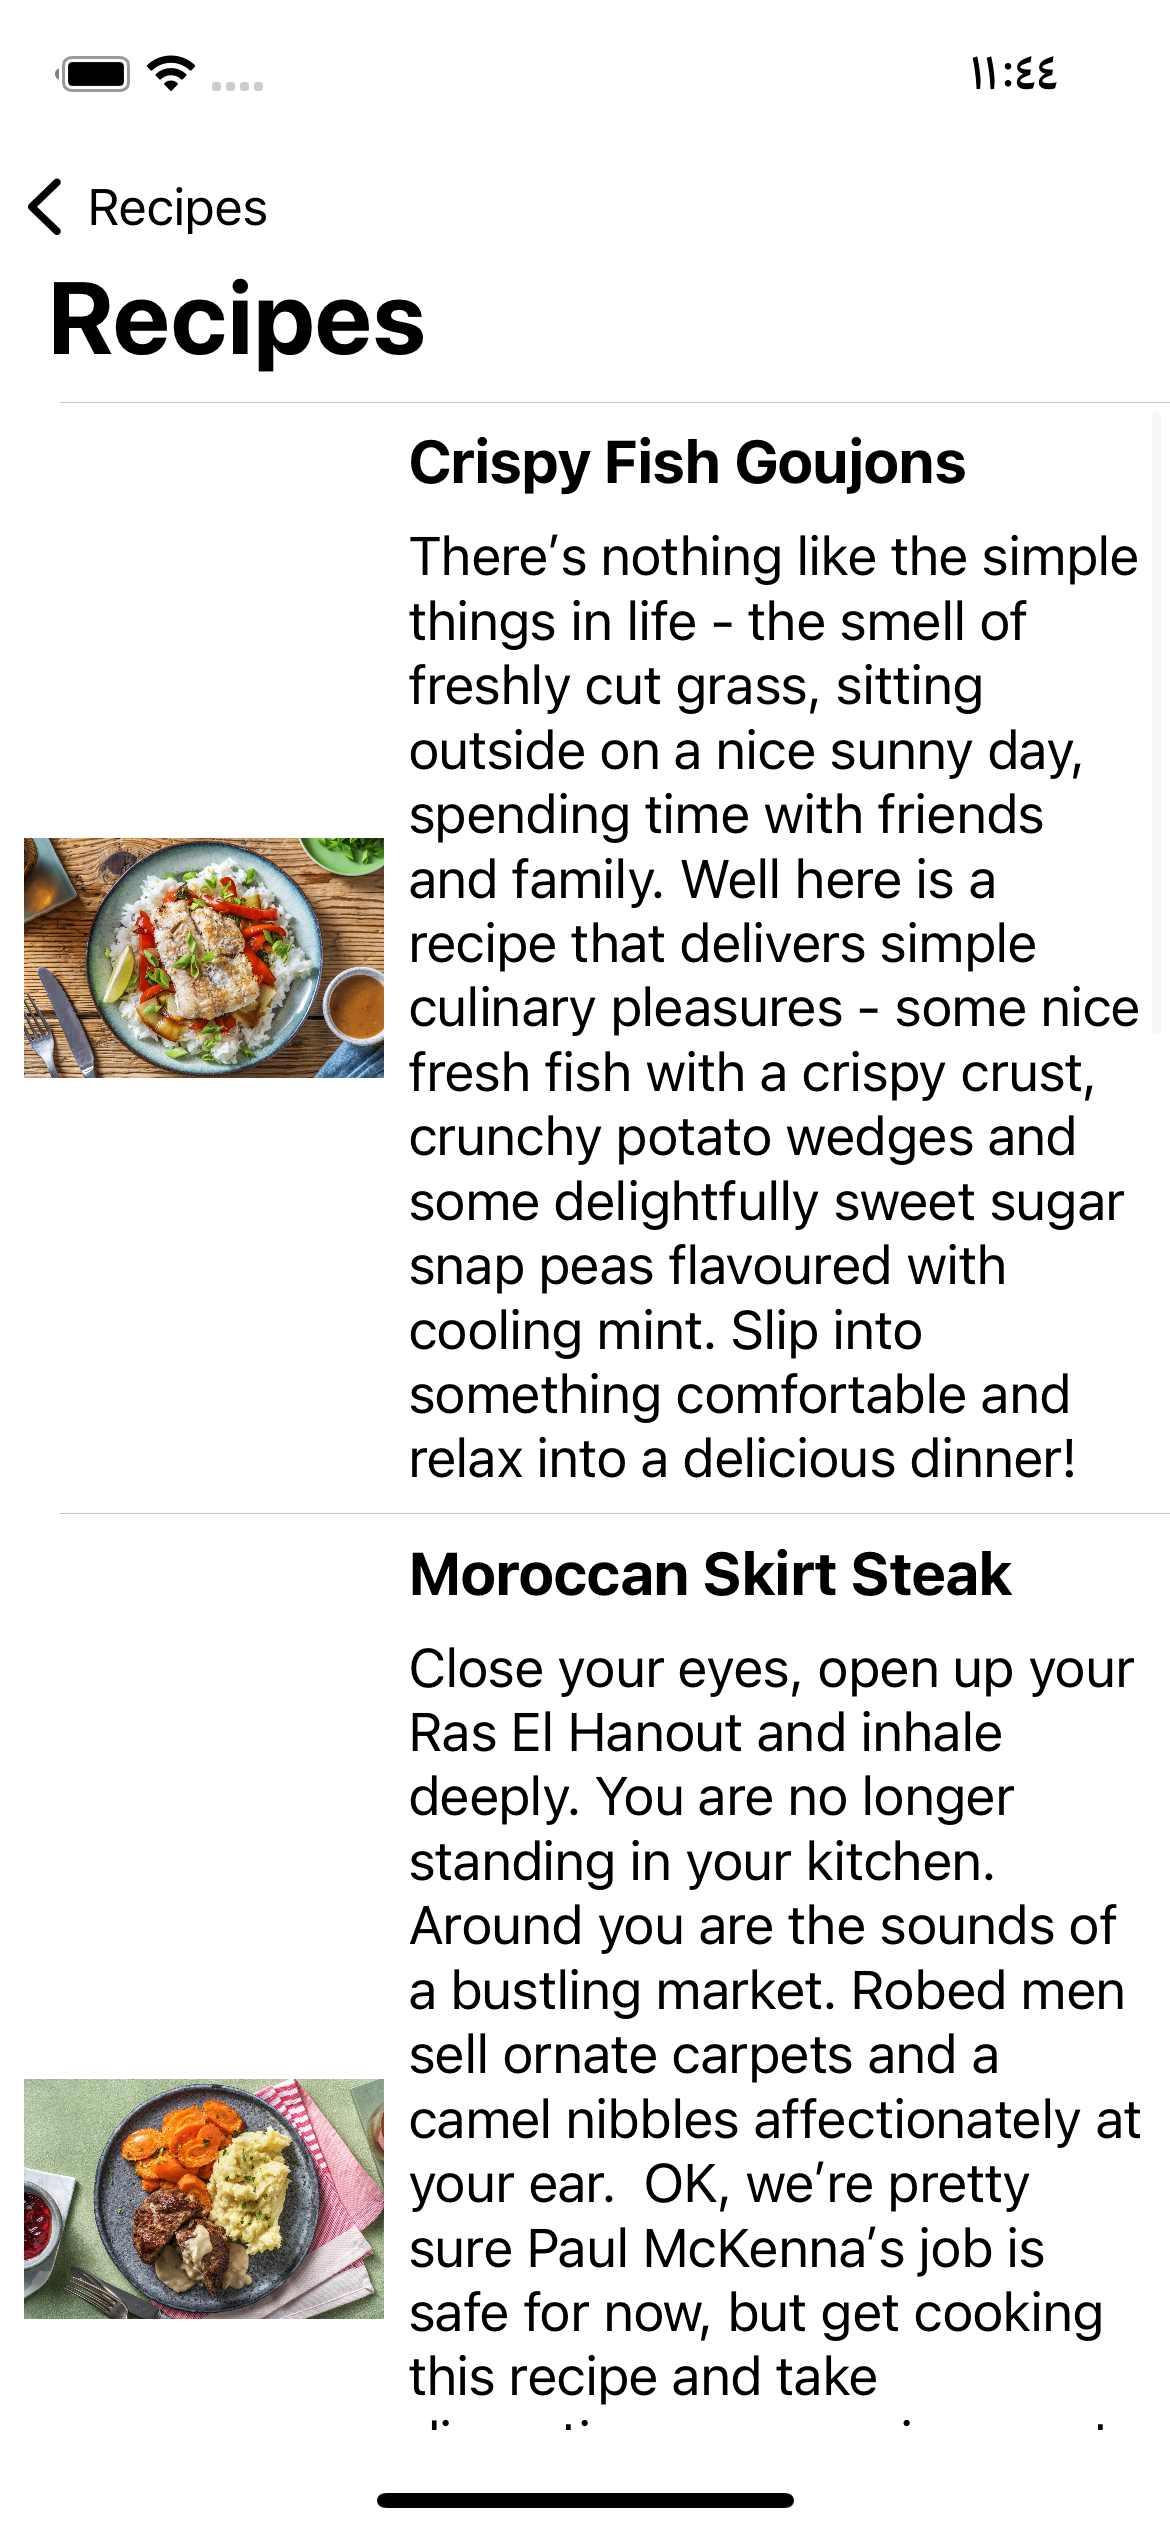 ١١:٤٤
Recipes
Recipes
Crispy Fish Goujons
There’s nothing like the simple
things in life - the smell of
freshly cut grass, sitting
outside on a nice sunny day,
spending time with friends
and family. Well here is a
recipe that delivers simple
culinary pleasures - some nice
fresh fish with a crispy crust,
crunchy potato wedges and
some delightfully sweet sugar
snap peas flavoured with
cooling mint. Slip into
something comfortable and
relax into a delicious dinner!
Moroccan Skirt Steak
Close your eyes, open up your
Ras El Hanout and inhale
deeply. You are no longer
standing in your kitchen.
Around you are the sounds of
a bustling market. Robed men
sell ornate carpets and a
camel nibbles affectionately at
your ear.  OK, we’re pretty
sure Paul McKenna’s job is
safe for now, but get cooking
this recipe and take